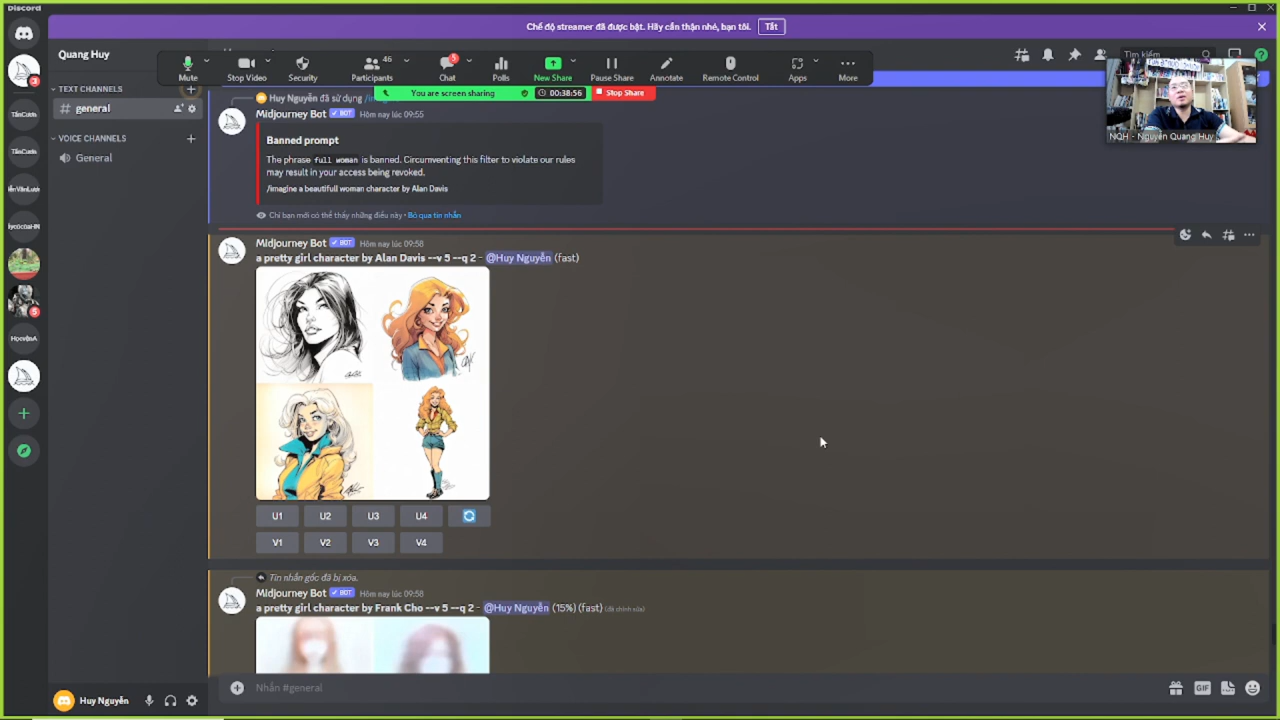 Discord
Chế độ streamer đã được bật. Hãy cẩn thận nhé, bạn tôi.
Tắt
Quang Huy
Mute
Stop Video
Security
Participants
46
Chat
5
Polls
New Share
Pause Share
Annotate
Remote Control
Apps
More
Tìm kiếm
You are screen sharing
00:38:56
Stop Share
NQH - Nguyễn Quang Huy
TEXT CHANNELS
general
VOICE CHANNELS
General
Huy Nguyễn đã sử dụng
Midjourney Bot BOT Hôm nay lúc 09:55
Banned prompt
The phrase full woman is banned. Circumventing this filter to violate our rules
may result in your access being revoked.
/imagine a beautifull woman character by Alan Davis
Chỉ bạn mới có thể thấy những điều này • Bỏ qua tin nhắn
Midjourney Bot BOT Hôm nay lúc 09:58
a pretty girl character by Alan Davis --v 5 --q 2 - @Huy Nguyễn (fast)
U1 U2 U3 U4
V1 V2 V3 V4
Tin nhắn gốc đã bị xóa.
Midjourney Bot BOT Hôm nay lúc 09:58
a pretty girl character by Frank Cho --v 5 --q 2 - @Huy Nguyễn (15%) (fast) (đã chỉnh sửa)
Huy Nguyễn
Nhắn #general
GIF